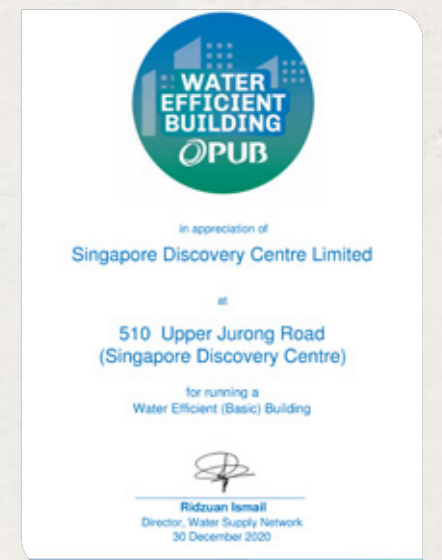 WATER
EFFICIENT
BUILDING
PUB
in appreciation of
Singapore Discovery Centre Limited
at
510 Upper Jurong Road
(Singapore Discovery Centre)
for running a
Water Efficient (Basic) Building
Ridzuan Ismail
Director, Water Supply Network
30 December 2020